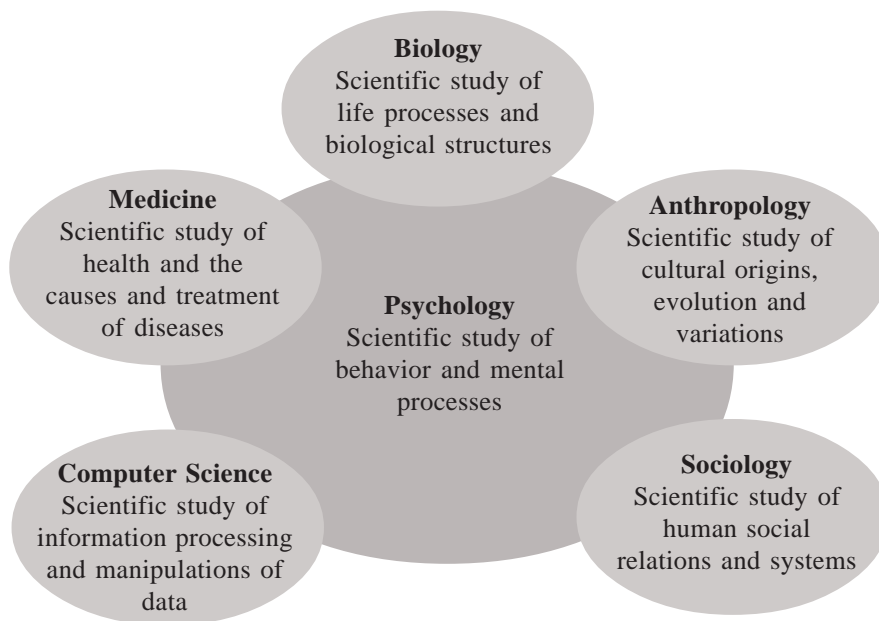 Biology
Scientific study of
life processes and
biological structures
Medicine
Scientific study of
health and the
causes and treatment
of diseases
Anthropology
Scientific study of
cultural origins,
evolution and
variations
Psychology
Scientific study of
behavior and mental
processes
Computer Science
Scientific study of
information processing
and manipulations of
data
Sociology
Scientific study of
human social
relations and systems